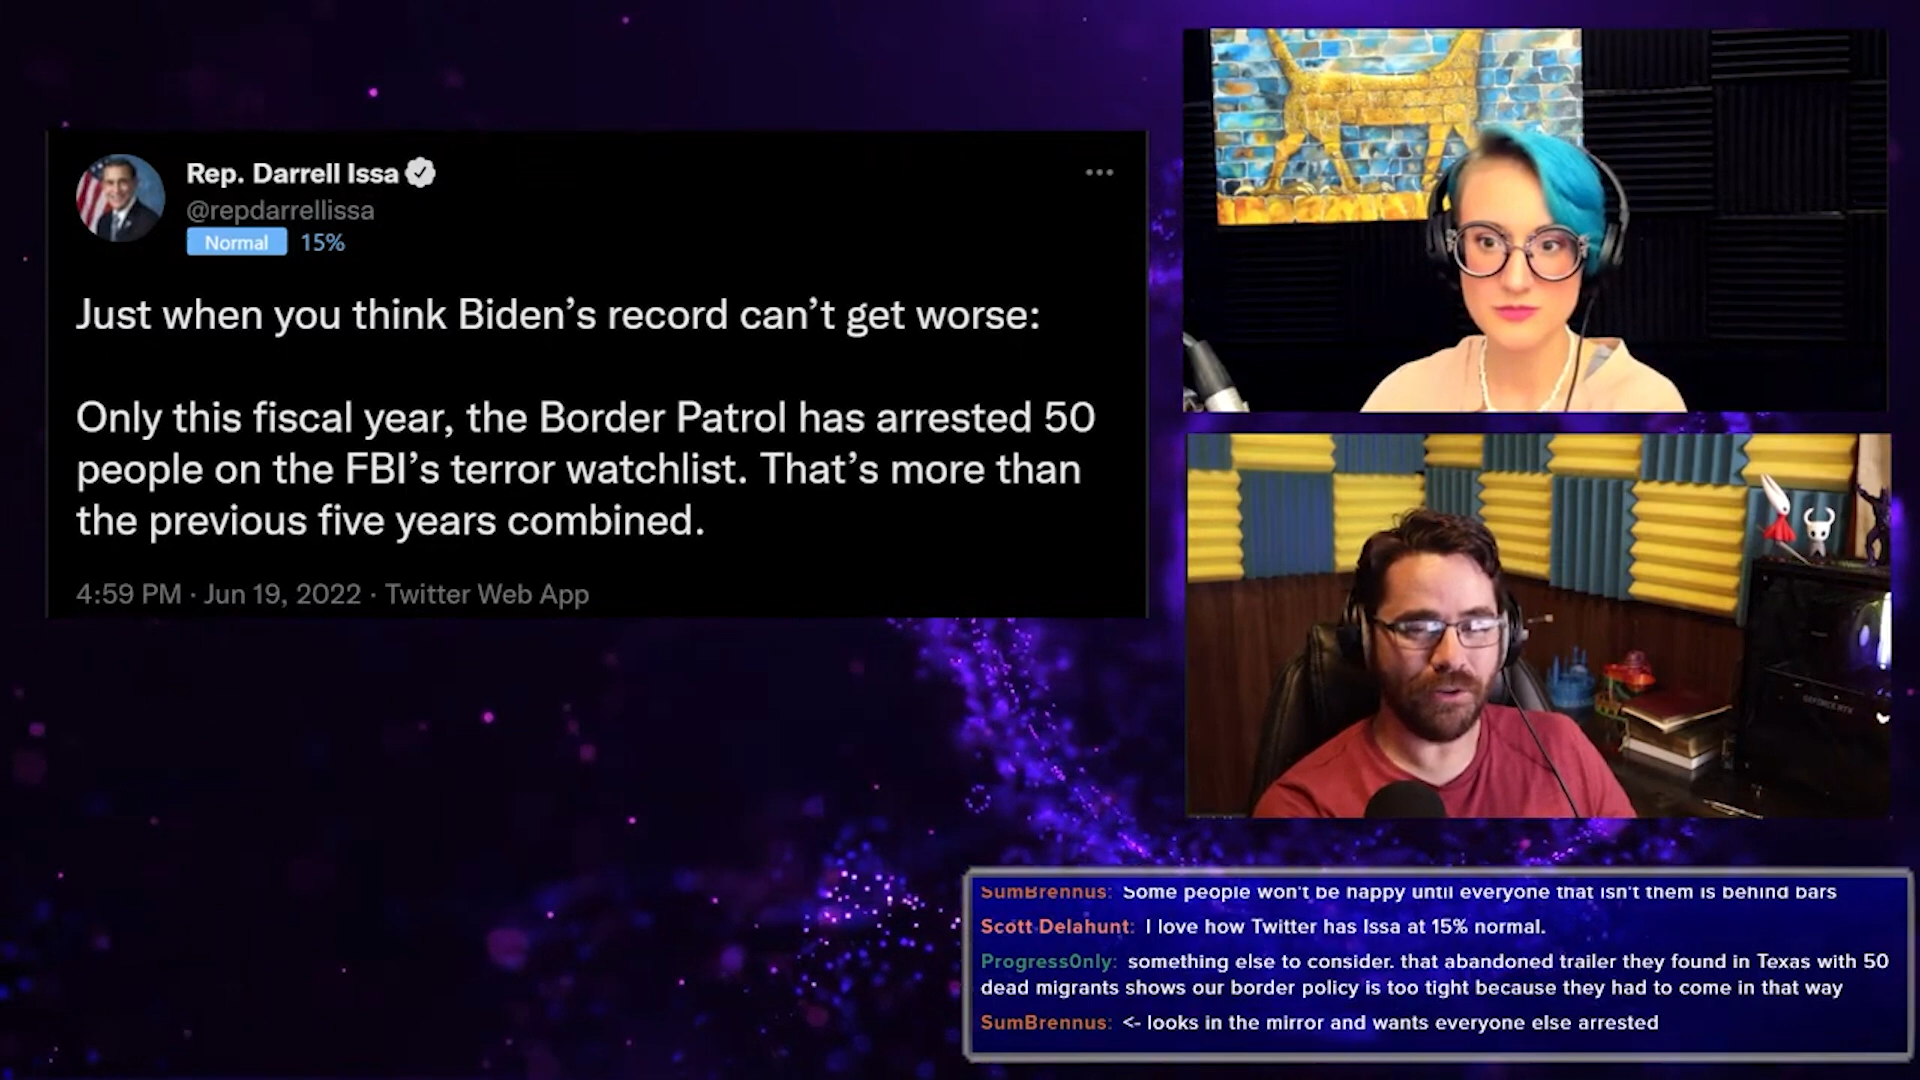 Rep. Darrell Issa
@repdarrellissa
Normal 15%
Just when you think Biden’s record can’t get worse:
Only this fiscal year, the Border Patrol has arrested 50
people on the FBI’s terror watchlist. That’s more than
the previous five years combined.
4:59 PM · Jun 19, 2022 · Twitter Web App
GEFORCE RTX
SumBrennus: Some people won't be happy until everyone that isn't them is behind bars
Scott Delahunt: I love how Twitter has Issa at 15% normal.
ProgressOnly: something else to consider. that abandoned trailer they found in Texas with 50
dead migrants shows our border policy is too tight because they had to come in that way
SumBrennus: <- looks in the mirror and wants everyone else arrested